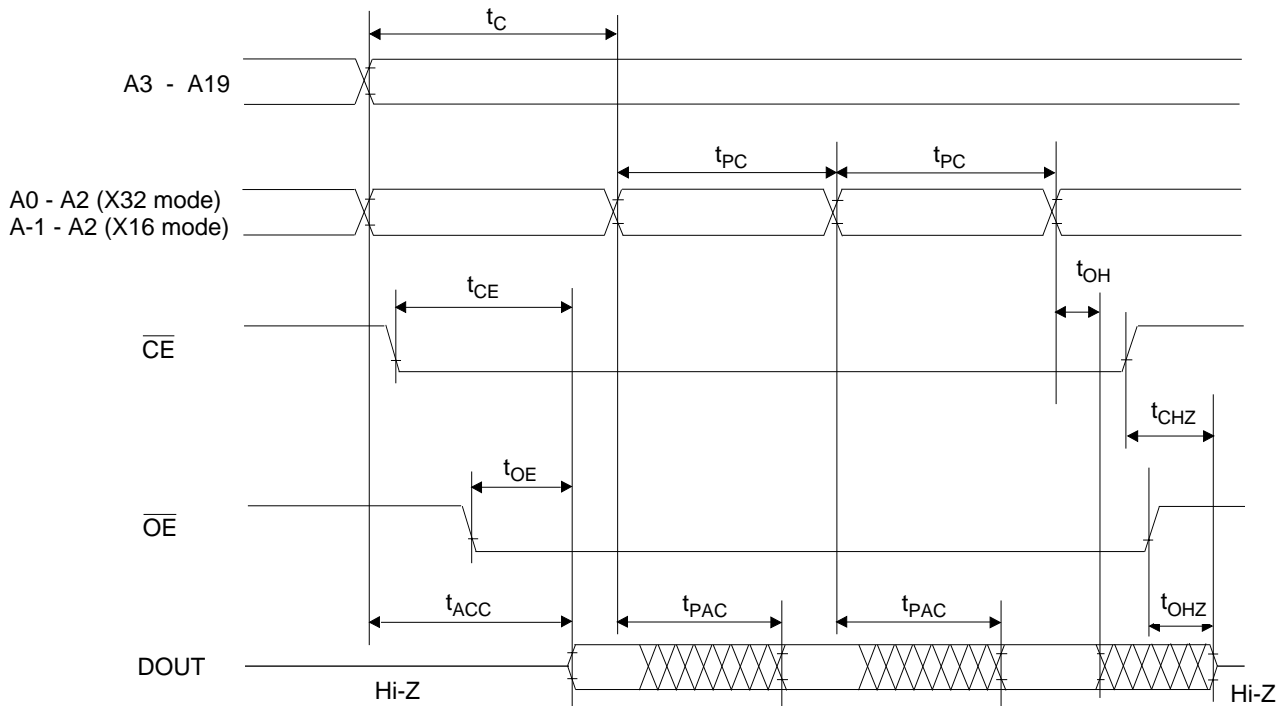 tC
A3 - A19
tPC tPC
A0 - A2 (X32 mode)
A-1 - A2 (X16 mode)
tOH
tCE
CE
tCHZ
tOE
OE
tACC tPAC tPAC tOHZ
DOUT
Hi-Z Hi-Z